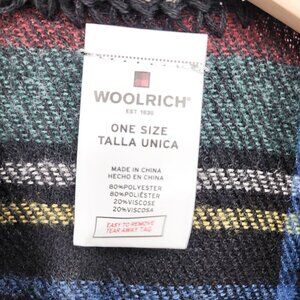 WOOLRICH®
EST 1830
ONE SIZE
TALLA UNICA
MADE IN CHINA
HECHO EN CHINA
80%POLYESTER
80%POLIÉSTER
20%VISCOSE
20%VISCOSA
EASY TO REMOVE
TEAR AWAY TAG